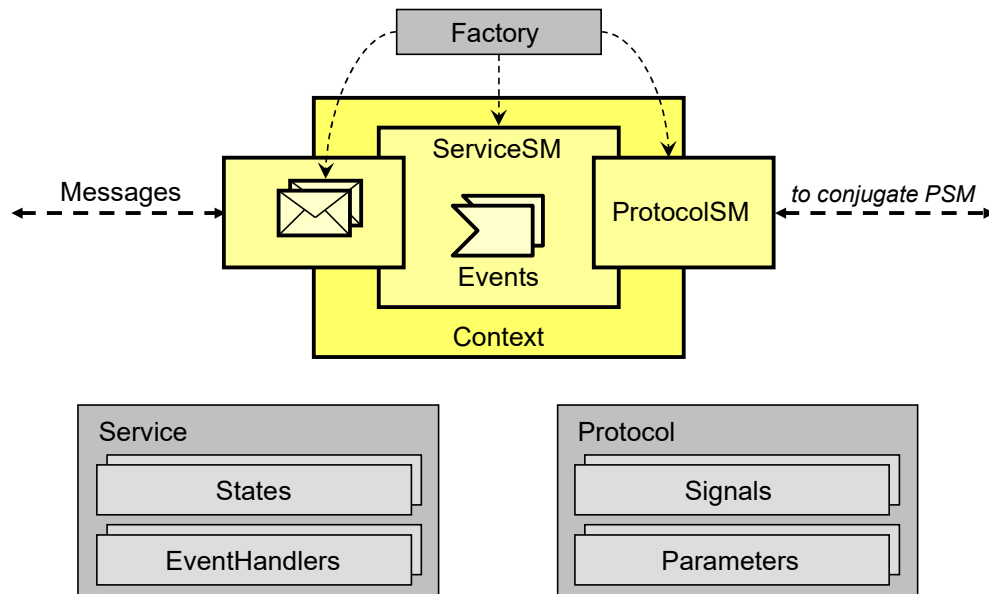 Factory
ServiceSM
Messages
ProtocolSM
to conjugate PSM
Events
Context
Service
States
EventHandlers
Protocol
Signals
Parameters